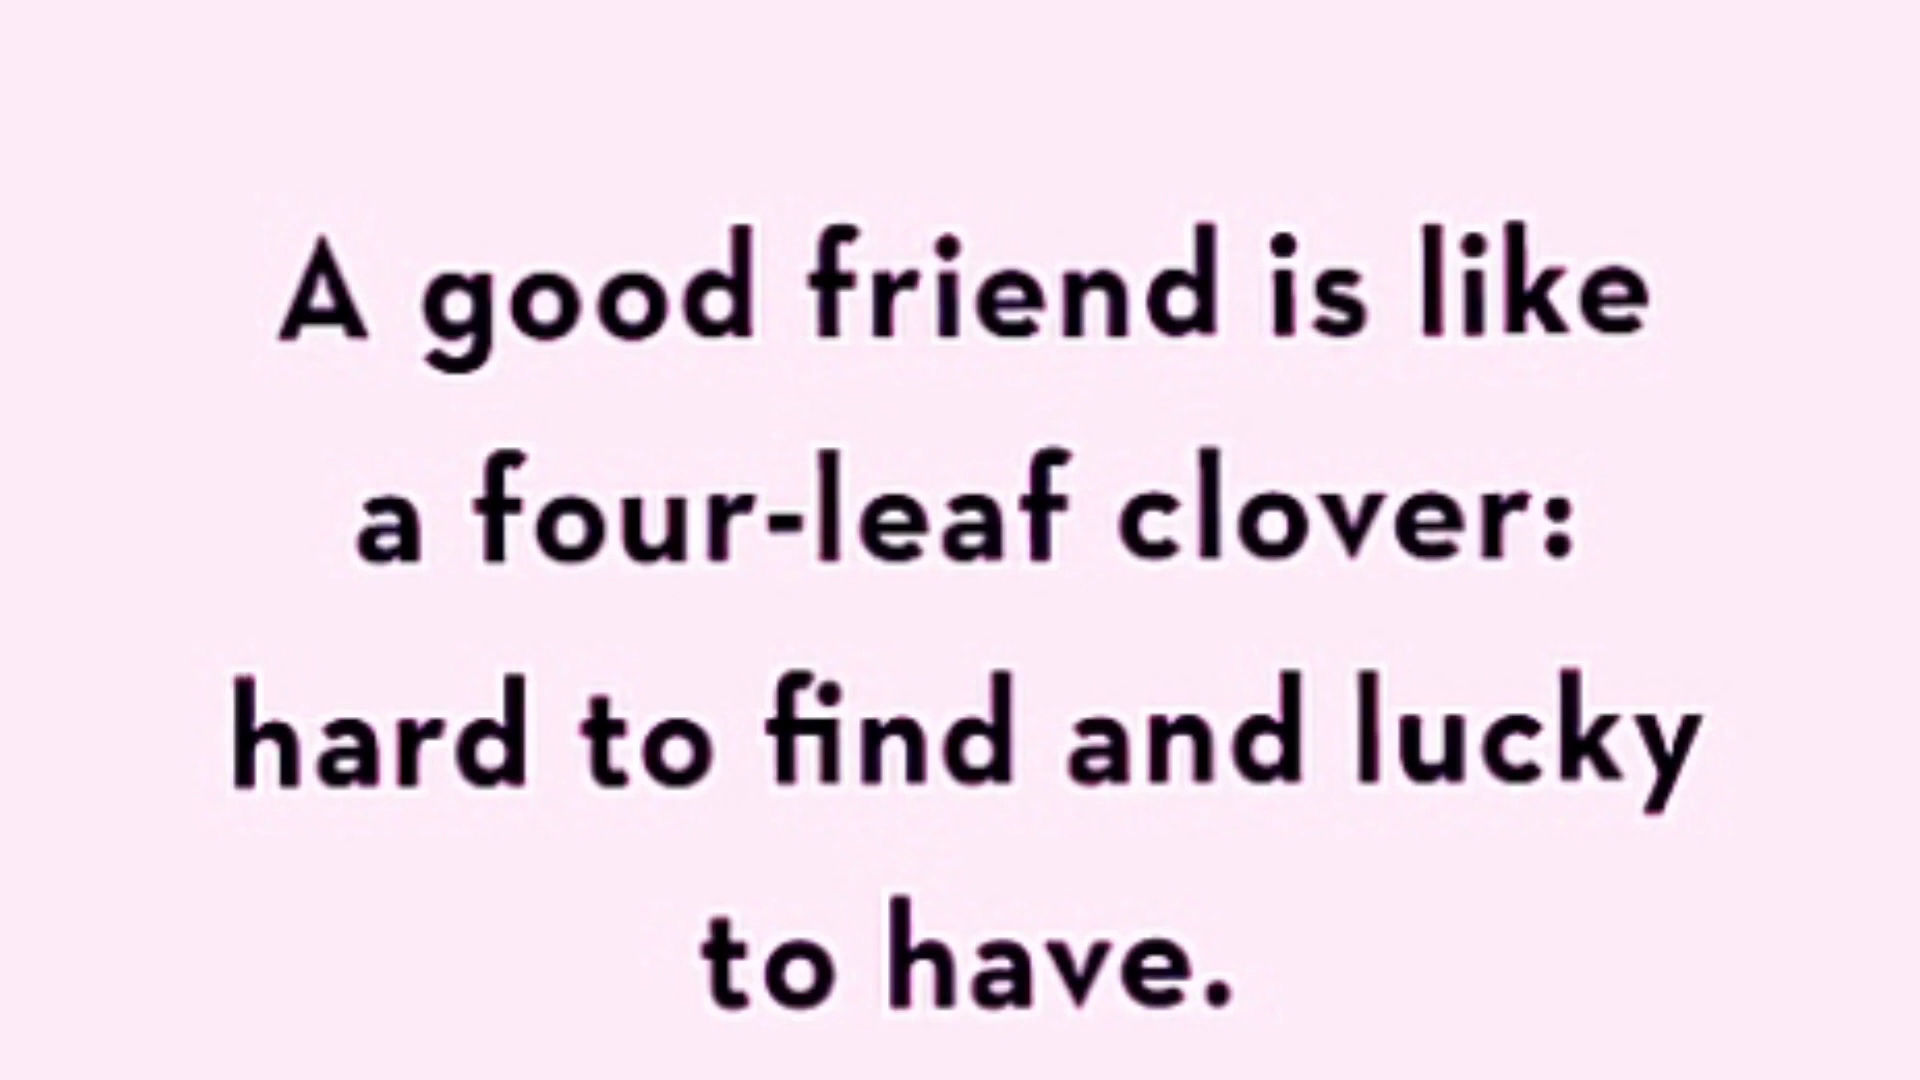 A good friend is like
a four-leaf clover:
hard to find and lucky
to have.